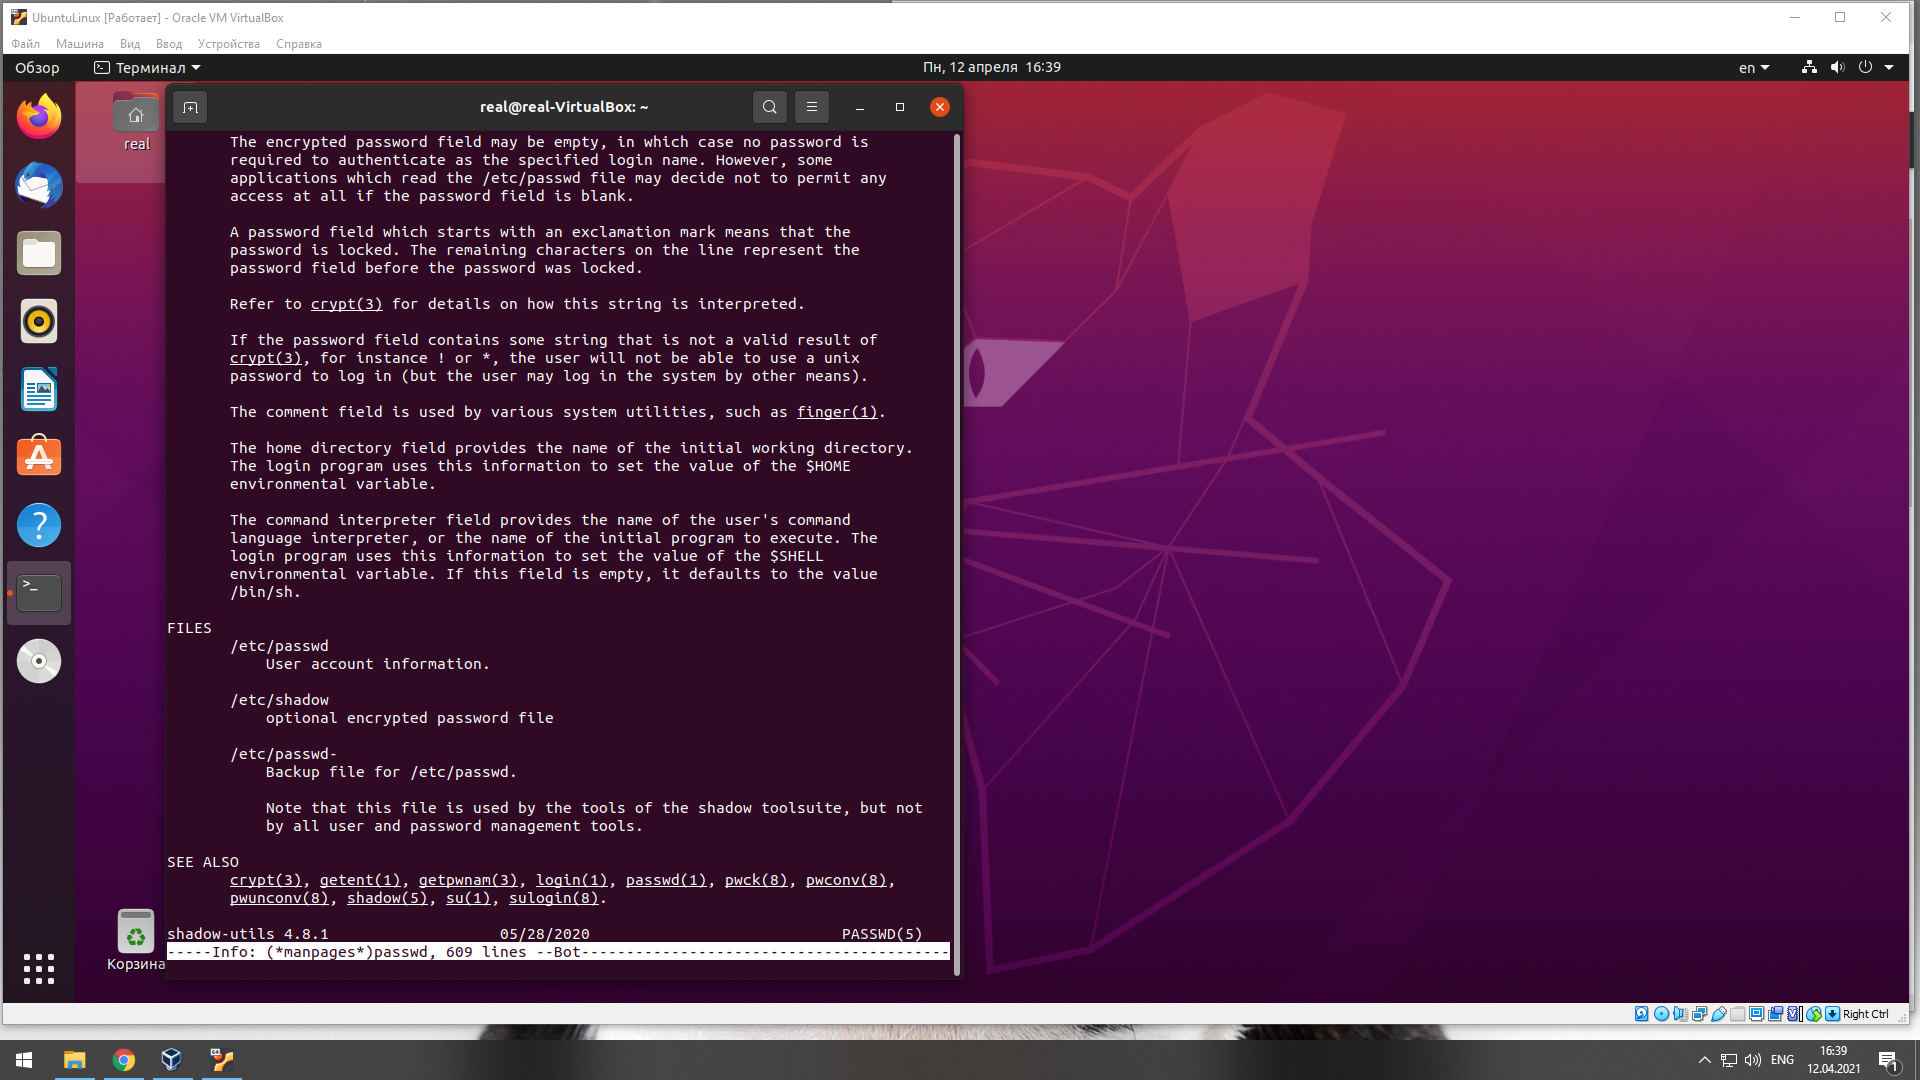 UbuntuLinux [Работает] - Oracle VM VirtualBox
Файл Машина Вид Ввод Устройства Справка
Обзор Терминал Пн, 12 апреля 16:39 en
real@real-VirtualBox: ~
real
The encrypted password field may be empty, in which case no password is
required to authenticate as the specified login name. However, some
applications which read the /etc/passwd file may decide not to permit any
access at all if the password field is blank.
A password field which starts with an exclamation mark means that the
password is locked. The remaining characters on the line represent the
password field before the password was locked.
Refer to crypt(3) for details on how this string is interpreted.
If the password field contains some string that is not a valid result of
crypt(3), for instance ! or *, the user will not be able to use a unix
password to log in (but the user may log in the system by other means).
The comment field is used by various system utilities, such as finger(1).
The home directory field provides the name of the initial working directory.
The login program uses this information to set the value of the $HOME
environmental variable.
The command interpreter field provides the name of the user's command
language interpreter, or the name of the initial program to execute. The
login program uses this information to set the value of the $SHELL
environmental variable. If this field is empty, it defaults to the value
/bin/sh.
FILES
/etc/passwd
User account information.
/etc/shadow
optional encrypted password file
/etc/passwd-
Backup file for /etc/passwd.
Note that this file is used by the tools of the shadow toolsuite, but not
by all user and password management tools.
SEE ALSO
crypt(3), getent(1), getpwnam(3), login(1), passwd(1), pwck(8), pwconv(8),
pwunconv(8), shadow(5), su(1), sulogin(8).
shadow-utils 4.8.1 05/28/2020 PASSWD(5)
-----Info: (*manpages*)passwd, 609 lines --Bot-----------------------------------------
Корзина
Right Ctrl
ENG
16:39
12.04.2021
1